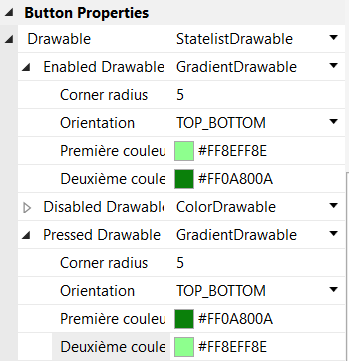 Button Properties
Drawable StatelistDrawable
Enabled Drawable GradientDrawable
Corner radius 5
Orientation TOP_BOTTOM
Première couleu #FF8EFF8E
Deuxième coule #FF0A800A
Disabled Drawable ColorDrawable
Pressed Drawable GradientDrawable
Corner radius 5
Orientation TOP_BOTTOM
Première couleu #FF0A800A
Deuxième coule #FF8EFF8E